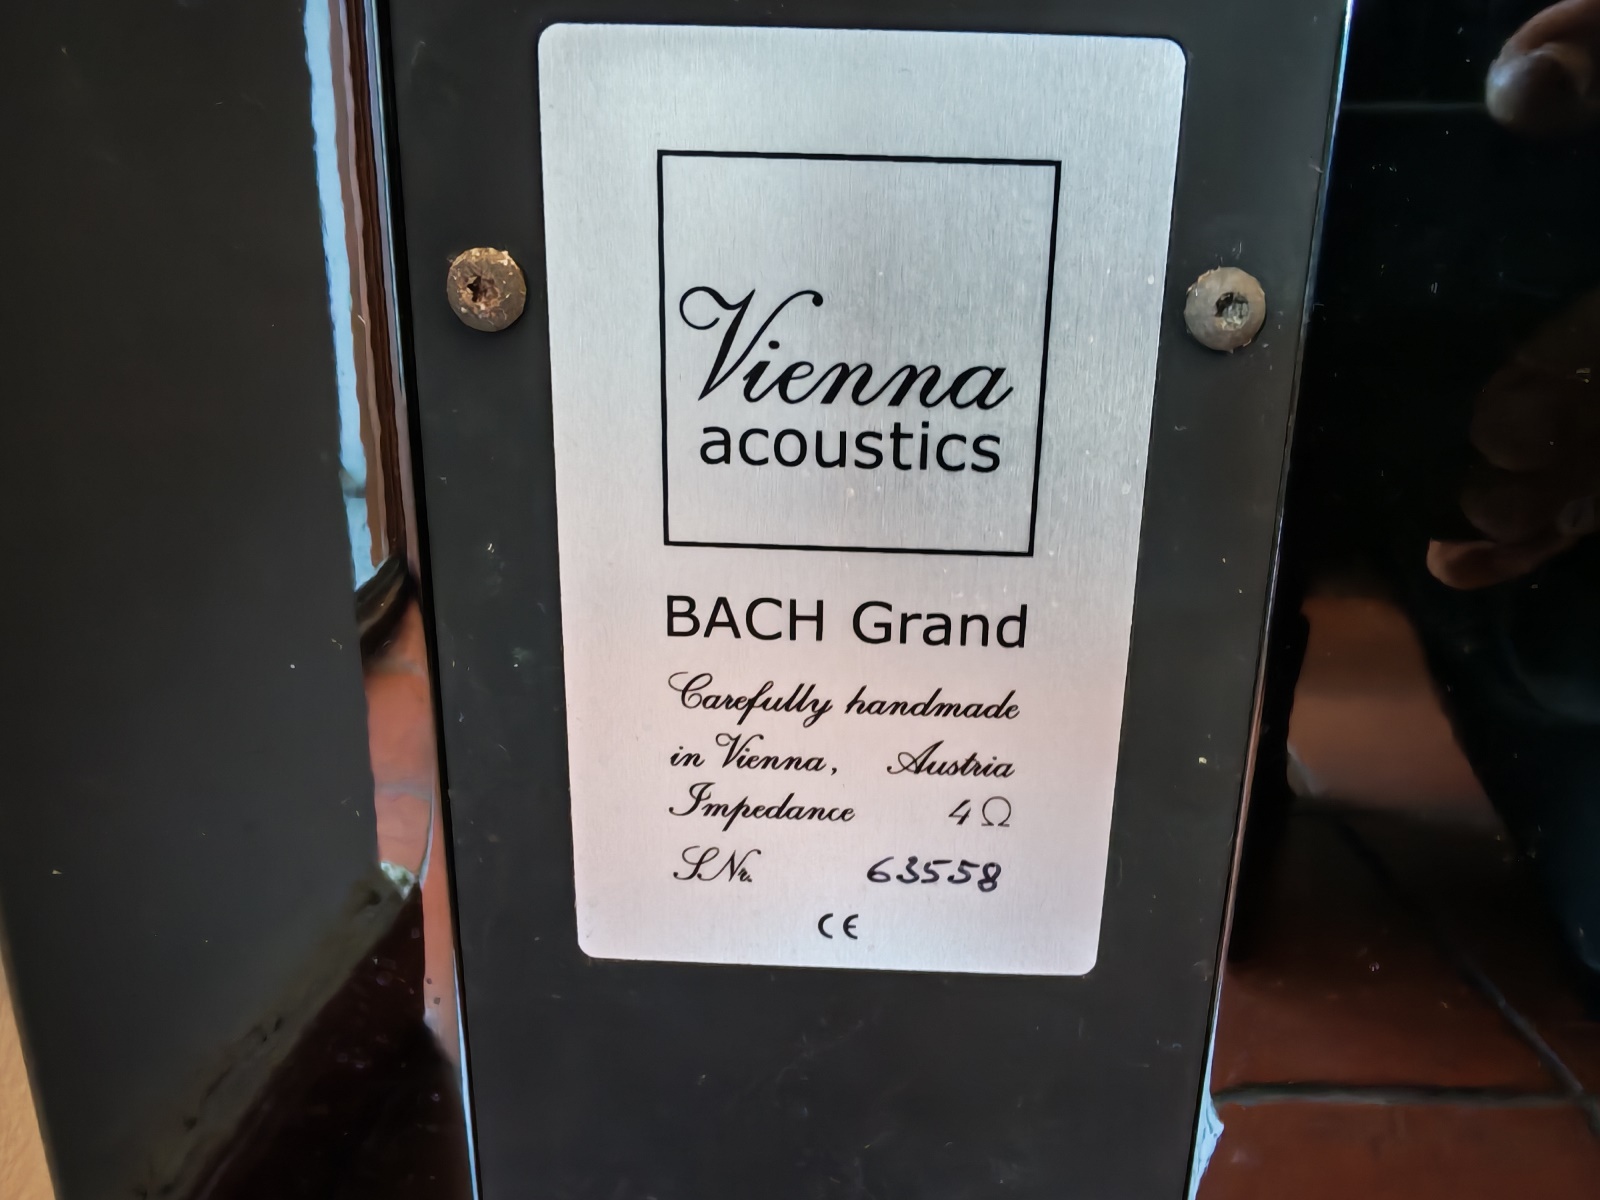 Vienna
acoustics
BACH Grand
Carefully handmade
in Vienna, Austria
Impedance 4Ω
S.Nr. 63558
CE